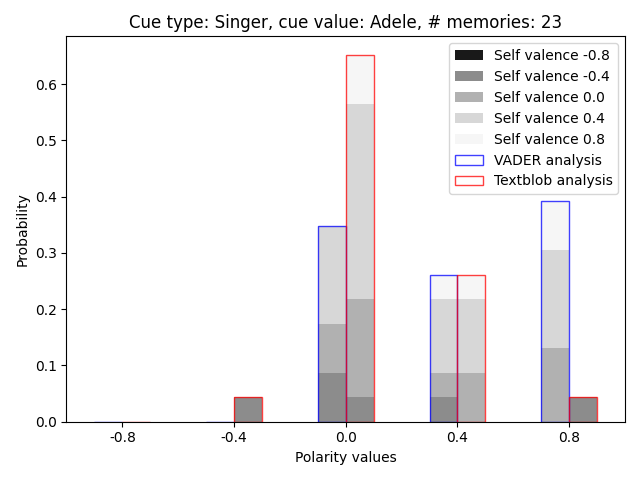 Cue type: Singer, cue value: Adele, # memories: 23
Self valence -0.8
Self valence -0.4
Self valence 0.0
Self valence 0.4
Self valence 0.8
VADER analysis
Textblob analysis
Probability
0.6
0.5
0.4
0.3
0.2
0.1
0.0
-0.8 -0.4 0.0 0.4 0.8
Polarity values